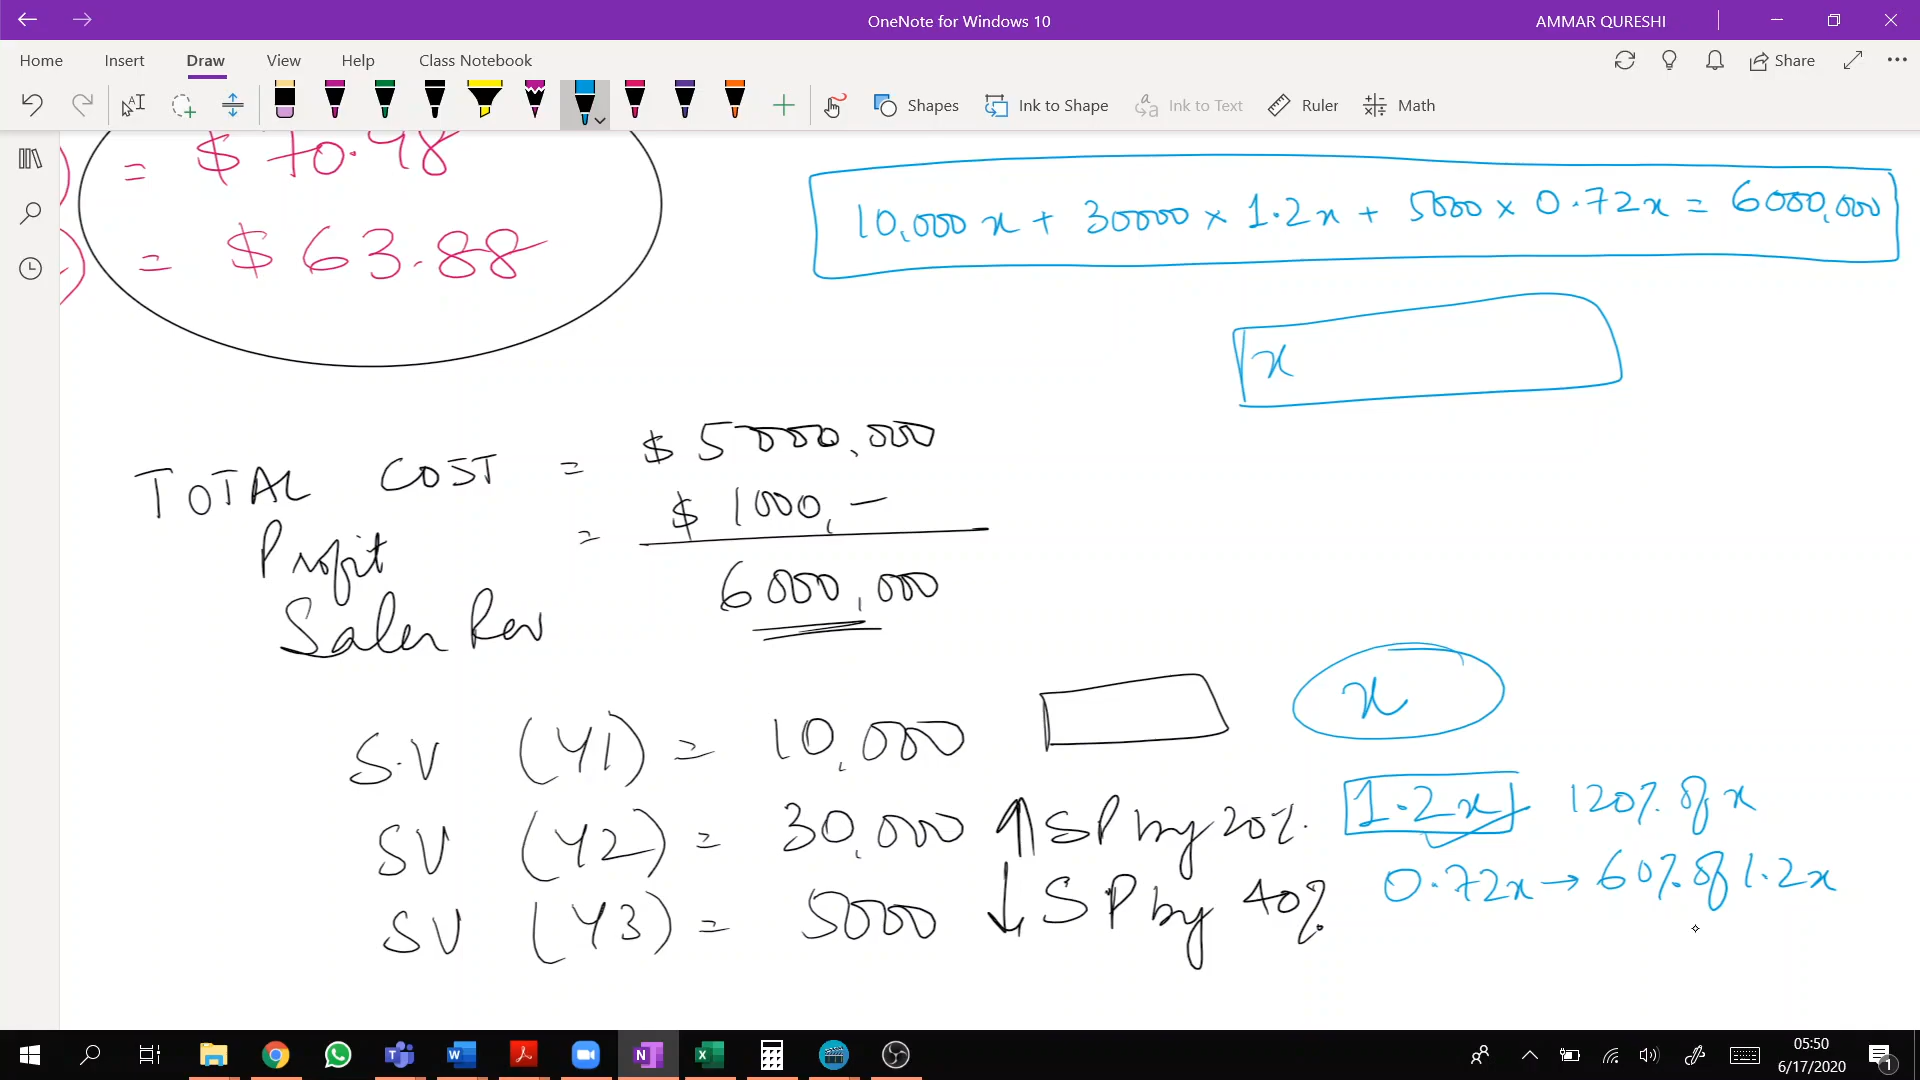 OneNote for Windows 10
AMMAR QURESHI
Home Insert Draw View Help Class Notebook
Share
Shapes Ink to Shape Ink to Text Ruler Math
= $ 70.48
= $ 63.88
10,000 x + 30000 × 1.2x + 5000 × 0.72x = 6000,000
x
TOTAL COST = $ 5000,000
Profit = $ 1000, —
Sales Rev 6000,000
S.V (Y1) = 10,000 x
SV (Y2) = 30,000 ↑ SP by 20%. 1.2x 120% of x
SV (Y3) = 5000 ↓ SP by 40% 0.72x → 60% of 1.2x
05:50
6/17/2020
1